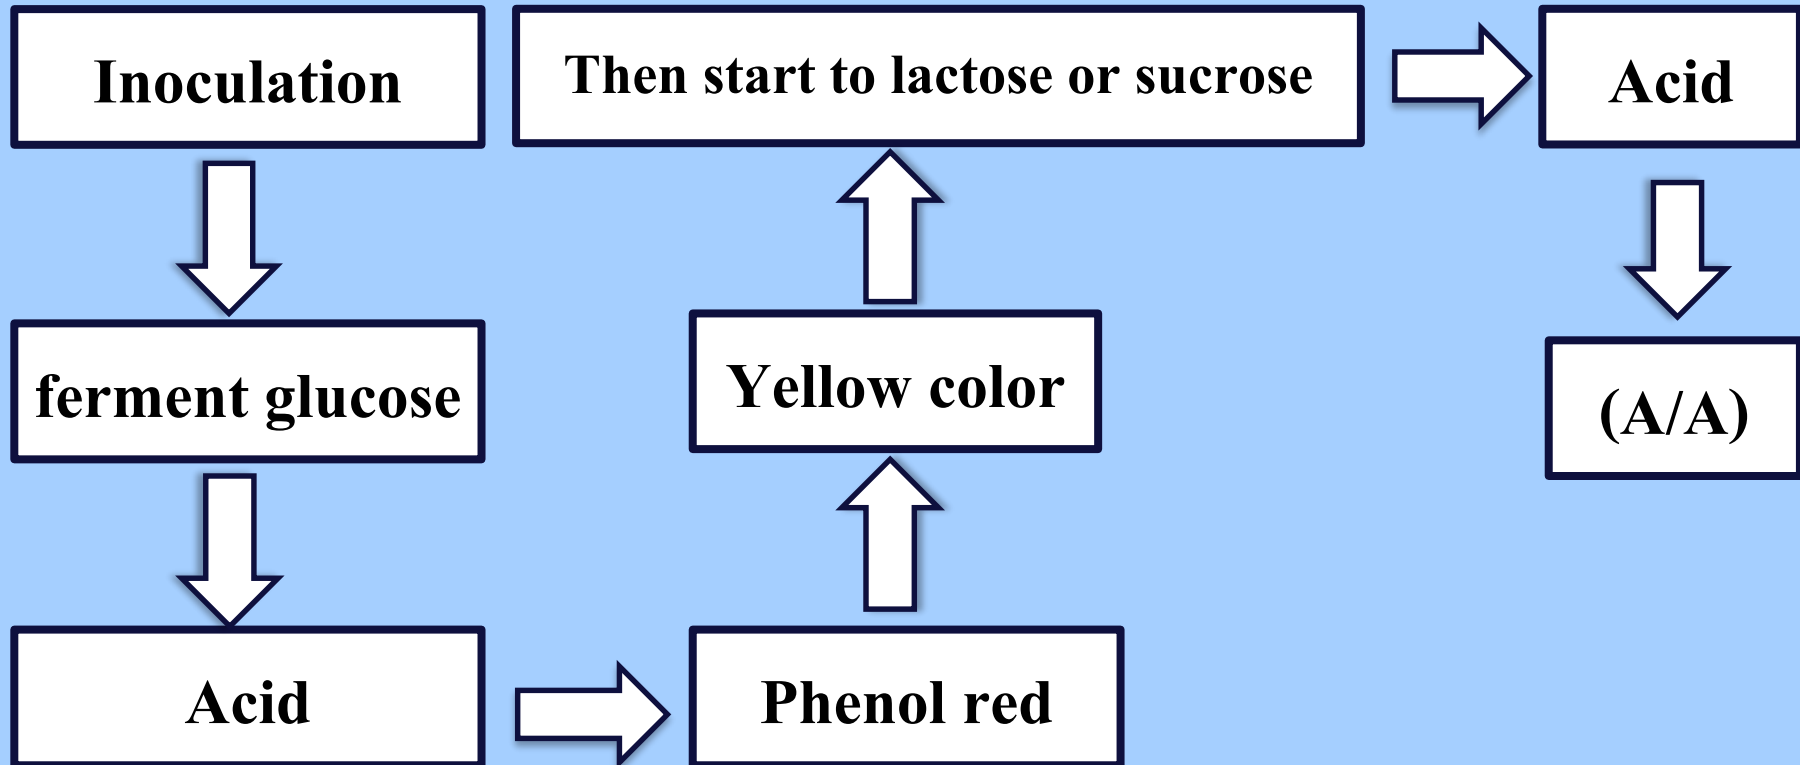 Inoculation
ferment glucose
Acid
Phenol red
Yellow color
Then start to lactose or sucrose
Acid
(A/A)